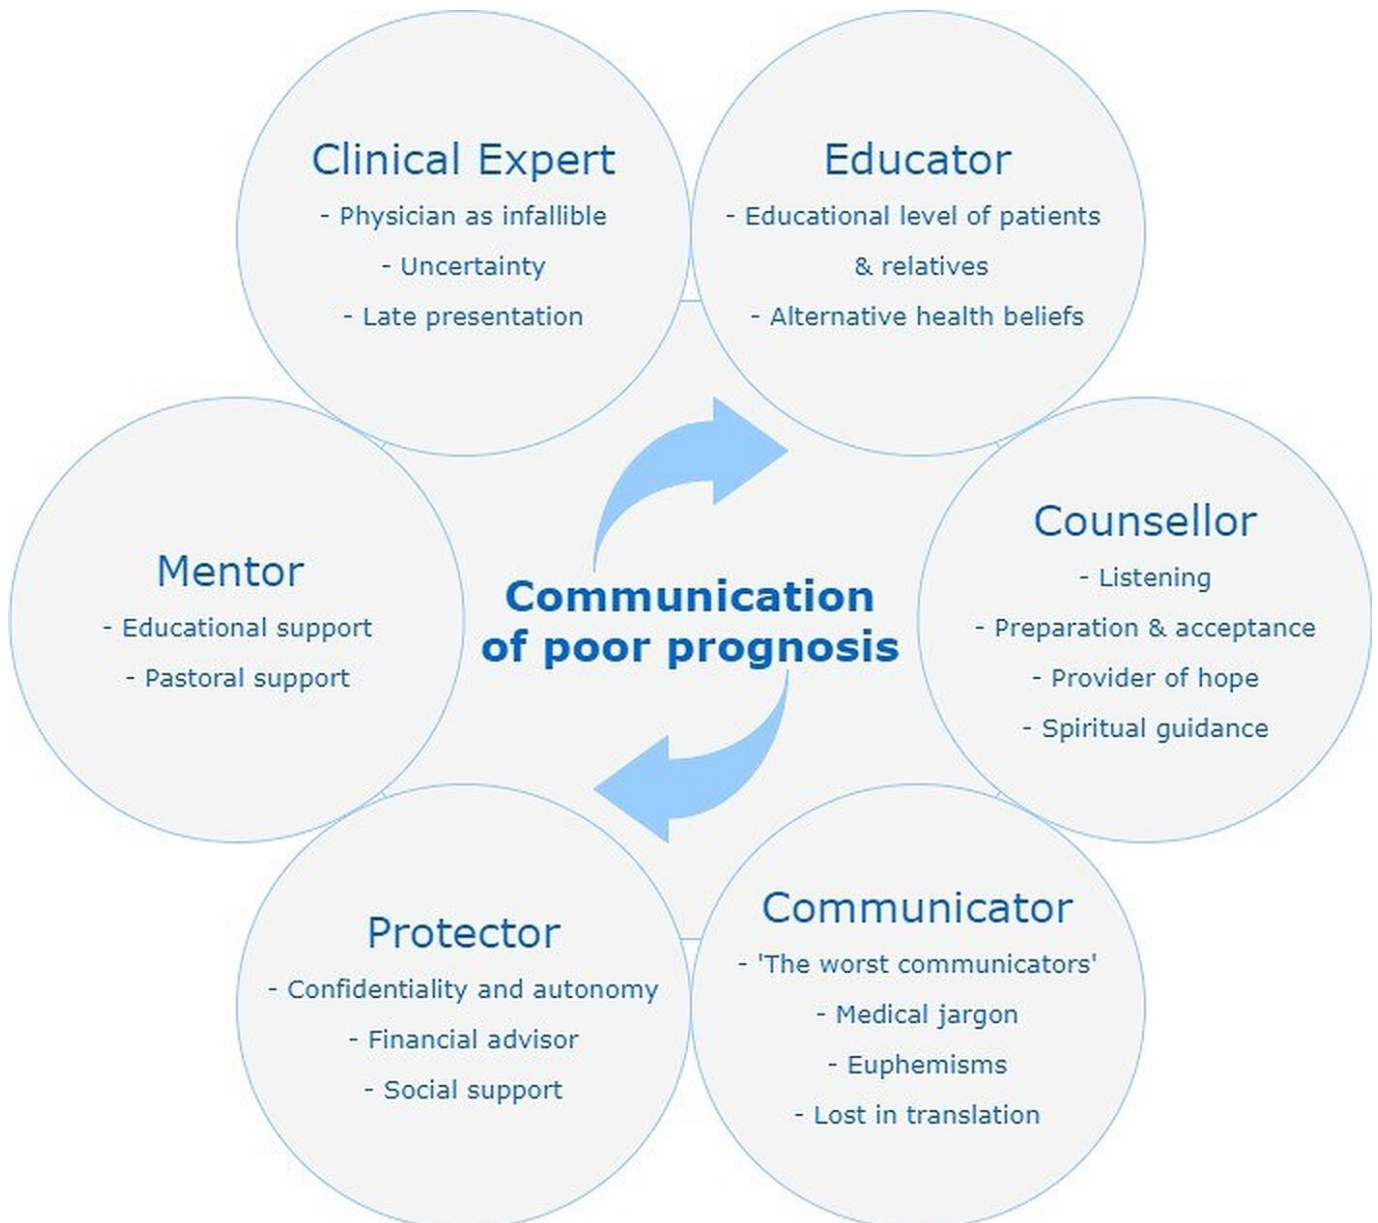 Clinical Expert
- Physician as infallible
- Uncertainty
- Late presentation
Educator
- Educational level of patients
& relatives
- Alternative health beliefs
Mentor
- Educational support
- Pastoral support
Communication
of poor prognosis
Counsellor
- Listening
- Preparation & acceptance
- Provider of hope
- Spiritual guidance
Protector
- Confidentiality and autonomy
- Financial advisor
- Social support
Communicator
- 'The worst communicators'
- Medical jargon
- Euphemisms
- Lost in translation